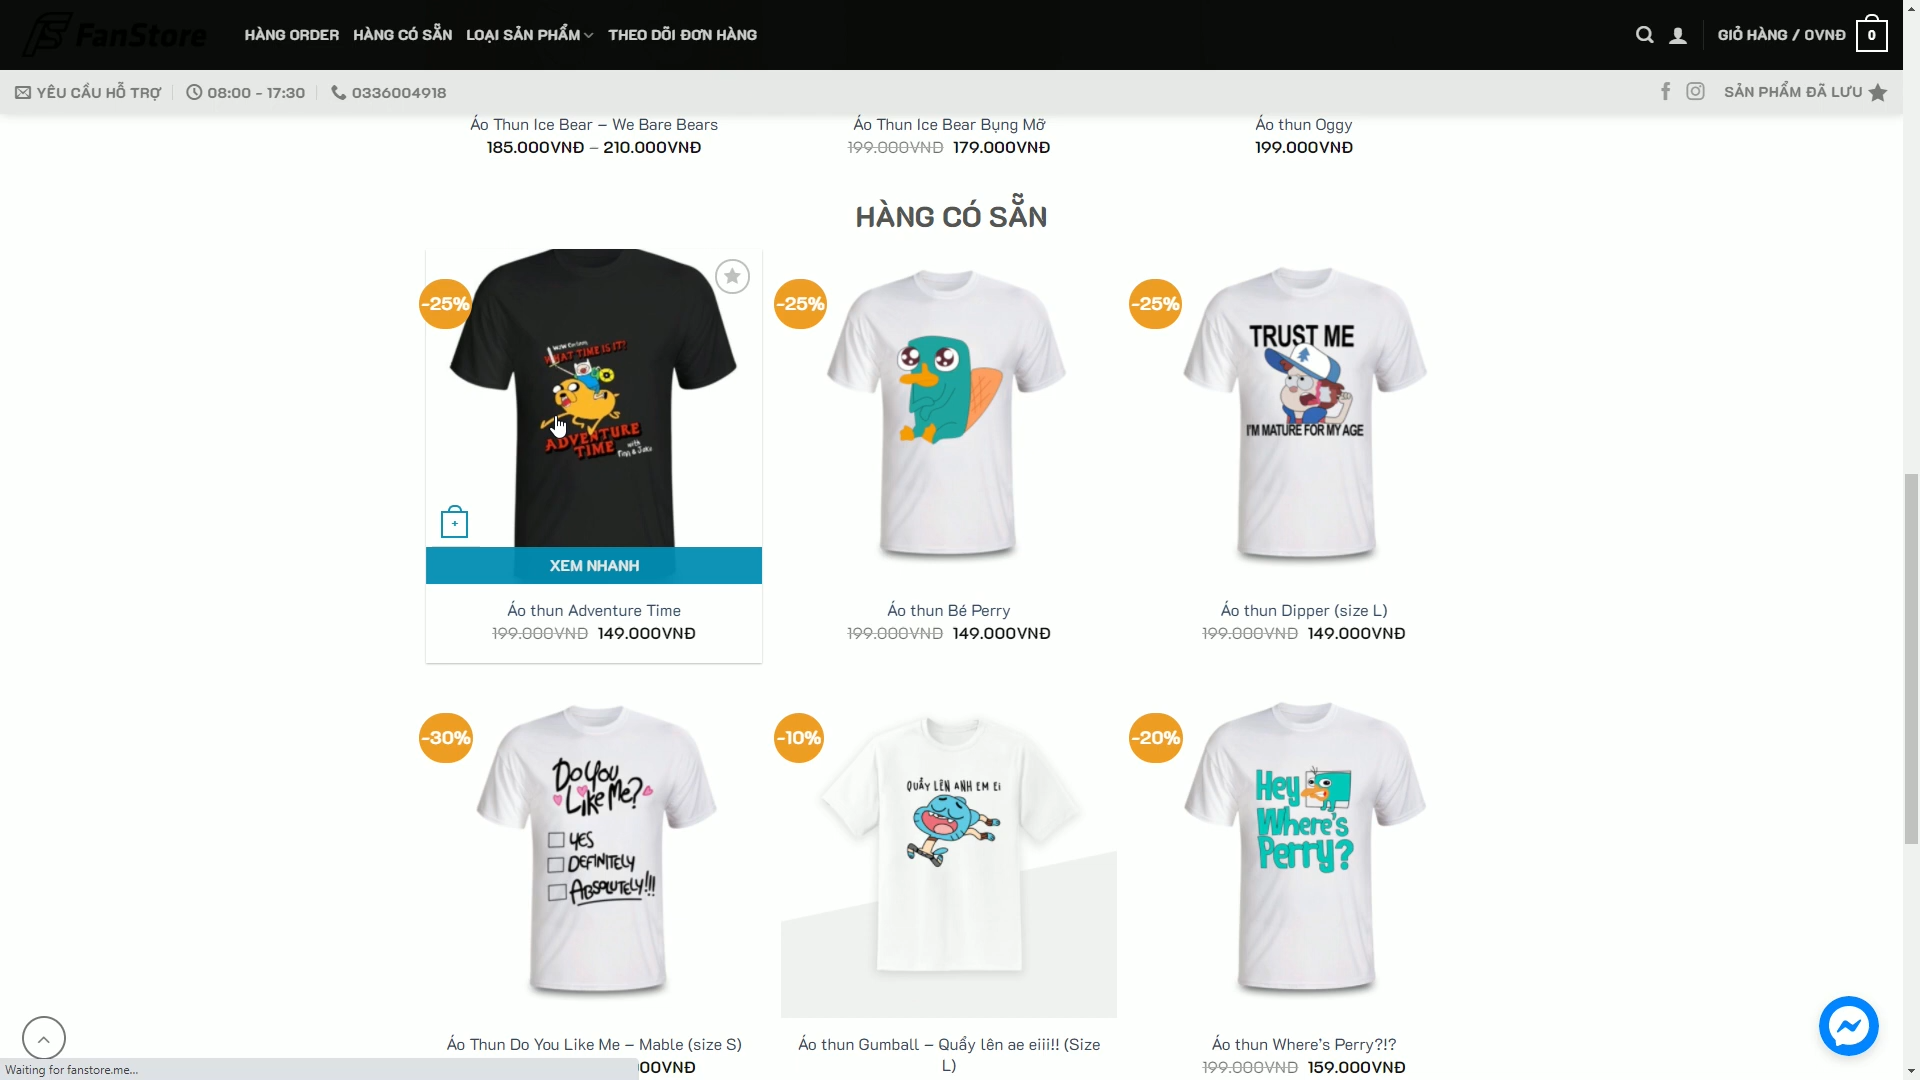 FanStore
HÀNG ORDER
HÀNG CÓ SẴN
LOẠI SẢN PHẨM
THEO DÕI ĐƠN HÀNG
GIỎ HÀNG / 0VNĐ
0
YÊU CẦU HỖ TRỢ
08:00 - 17:30
0336004918
SẢN PHẨM ĐÃ LƯU
Áo Thun Ice Bear – We Bare Bears
185.000VNĐ – 210.000VNĐ
Áo Thun Ice Bear Bụng Mỡ
199.000VNĐ 179.000VNĐ
Áo thun Oggy
199.000VNĐ
HÀNG CÓ SẴN
-25%
WHAT TIME IS IT?
ADVENTURE
TIME with
Finn & Jake
XEM NHANH
Áo thun Adventure Time
199.000VNĐ 149.000VNĐ
-25%
Áo thun Bé Perry
199.000VNĐ 149.000VNĐ
-25%
TRUST ME
I'M MATURE FOR MY AGE
Áo thun Dipper (size L)
199.000VNĐ 149.000VNĐ
-30%
Do You
Like Me?
YES
DEFINITELY
ABSOLUTELY!!!
Áo Thun Do You Like Me – Mable (size S)
00VNĐ
-10%
QUẨY LÊN ANH EM EI
Áo thun Gumball – Quẩy lên ae eiii!! (Size
L)
-20%
Hey
Where's
Perry?
Áo thun Where's Perry?!?
199.000VNĐ 159.000VNĐ
Waiting for fanstore.me...